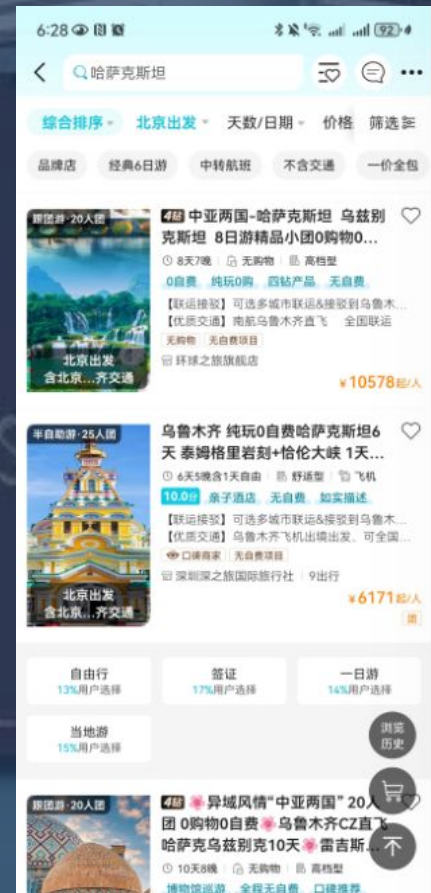 6:28
92
哈萨克斯坦
综合排序 北京出发 天数/日期 价格 筛选
品牌店 经典6日游 中转航班 不含交通 一价全包
跟团游·20人团
北京出发
含北京...齐交通
4钻 中亚两国-哈萨克斯坦 乌兹别
克斯坦 8日游精品小团0购物0...
8天7晚 无购物 高档型
0自费 纯玩0购 四钻产品 无自费
【联运接驳】可选多城市联运&接驳到乌鲁木...
【优质交通】南航乌鲁木齐直飞 全国联运
无购物 无自费项目
环球之旅旗舰店
¥10578起/人
半自助游·25人团
北京出发
含北京...齐交通
乌鲁木齐 纯玩0自费哈萨克斯坦6
天 泰姆格里岩刻+恰伦大峡 1天...
6天5晚含1天自由 舒适型 飞机
10.0分 亲子酒店 无自费 如实描述
【联运接驳】可选多城市联运&接驳到乌鲁木...
【优质交通】乌鲁木齐飞机出境出发、可全国...
口碑商家 无自费项目
深圳深之旅国际旅行社 9出行
¥6171起/人
团
自由行
13%用户选择
签证
17%用户选择
一日游
14%用户选择
当地游
15%用户选择
浏览
历史
跟团游·20人团
4钻 🌸异域风情“中亚两国” 20人
团 0购物0自费🌸乌鲁木齐CZ直飞
哈萨克乌兹别克10天🌸雷吉斯...
10天8晚 无购物 高档型
博物馆巡游 全程无自费 口碑推荐